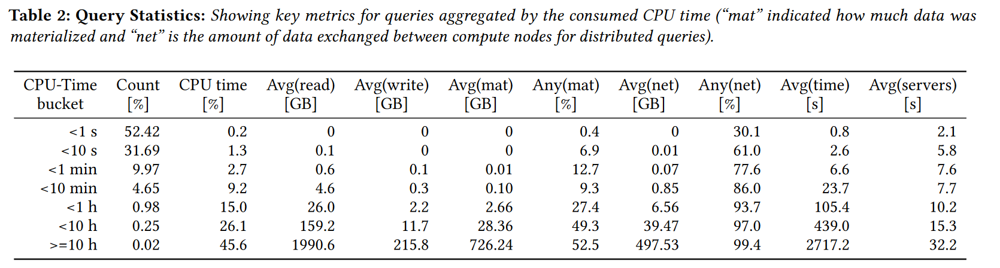 Table 2: Query Statistics: Showing key metrics for queries aggregated by the consumed CPU time (“mat” indicated how much data was
materialized and “net” is the amount of data exchanged between compute nodes for distributed queries).
CPU-Time Count CPU time Avg(read) Avg(write) Avg(mat) Any(mat) Avg(net) Any(net) Avg(time) Avg(servers)
bucket [%] [%] [GB] [GB] [GB] [%] [GB] [%] [s] [s]
<1 s 52.42 0.2 0 0 0 0.4 0 30.1 0.8 2.1
<10 s 31.69 1.3 0.1 0 0 6.9 0.01 61.0 2.6 5.8
<1 min 9.97 2.7 0.6 0.1 0.01 12.7 0.07 77.6 6.6 7.6
<10 min 4.65 9.2 4.6 0.3 0.10 9.3 0.85 86.0 23.7 7.7
<1 h 0.98 15.0 26.0 2.2 2.66 27.4 6.56 93.7 105.4 10.2
<10 h 0.25 26.1 159.2 11.7 28.36 49.3 39.47 97.0 439.0 15.3
>=10 h 0.02 45.6 1990.6 215.8 726.24 52.5 497.53 99.4 2717.2 32.2